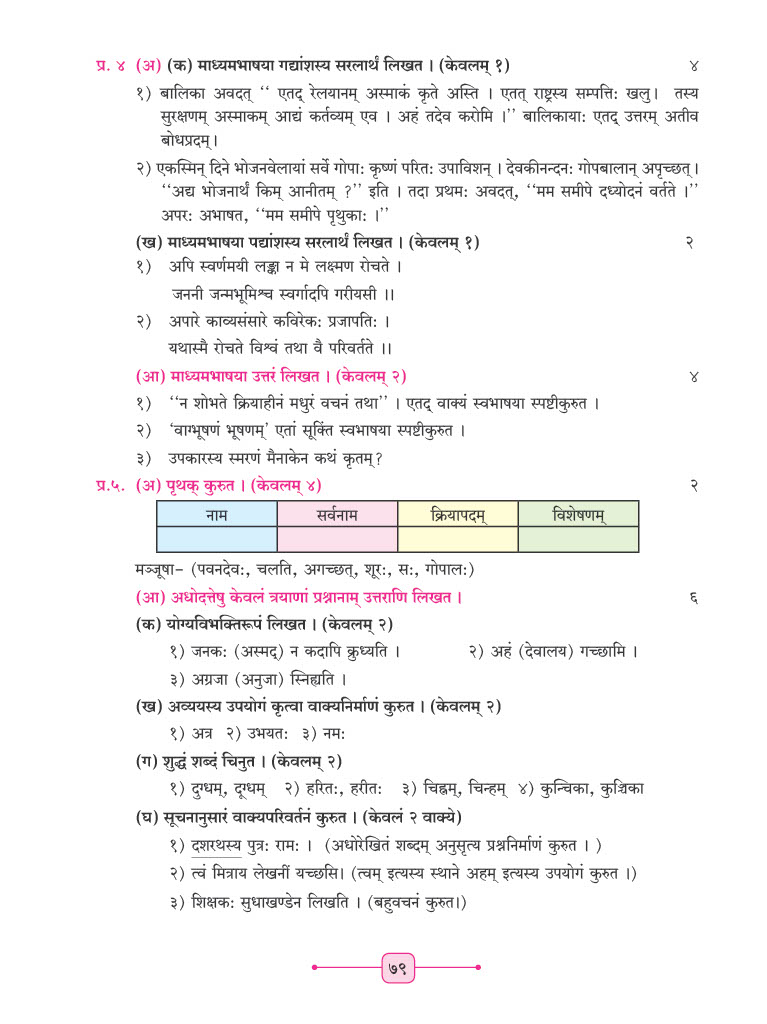 प्र. ४ (अ) (क) माध्यमभाषया गद्यांशस्य सरलार्थं लिखत । (केवलम् १) ४
१) बालिका अवदत् “ एतद् रेलयानम् अस्माकं कृते अस्ति । एतत् राष्ट्रस्य सम्पत्तिः खलु। तस्य
सुरक्षणम् अस्माकम् आद्यं कर्तव्यम् एव । अहं तदेव करोमि ।” बालिकायाः एतद् उत्तरम् अतीव
बोधप्रदम्।
२) एकस्मिन् दिने भोजनवेलायां सर्वे गोपाः कृष्णं परितः उपाविशन् । देवकीनन्दनः गोपबालान् अपृच्छत्।
“अद्य भोजनार्थं किम् आनीतम् ?” इति । तदा प्रथमः अवदत्, “मम समीपे दध्योदनं वर्तते ।”
अपरः अभाषत, “मम समीपे पृथुकाः ।”
(ख) माध्यमभाषया पद्यांशस्य सरलार्थं लिखत । (केवलम् १) २
१) अपि स्वर्णमयी लङ्का न मे लक्ष्मण रोचते ।
जननी जन्मभूमिश्च स्वर्गादपि गरीयसी ।।
२) अपारे काव्यसंसारे कविरेकः प्रजापतिः ।
यथास्मै रोचते विश्वं तथा वै परिवर्तते ।।
(आ) माध्यमभाषया उत्तरं लिखत । (केवलम् २) ४
१) “न शोभते क्रियाहीनं मधुरं वचनं तथा” । एतद् वाक्यं स्वभाषया स्पष्टीकुरुत ।
२) ‘वाग्भूषणं भूषणम्’ एतां सूक्तिं स्वभाषया स्पष्टीकुरुत ।
३) उपकारस्य स्मरणं मैनाकेन कथं कृतम्?
प्र.५. (अ) पृथक् कुरुत । (केवलम् ४) २
नाम सर्वनाम क्रियापदम् विशेषणम्
मञ्जूषा- (पवनदेवः, चलति, अगच्छत्, शूरः, सः, गोपालः)
(आ) अधोदत्तेषु केवलं त्रयाणां प्रश्नानाम् उत्तराणि लिखत । ६
(क) योग्यविभक्तिरूपं लिखत । (केवलम् २)
१) जनकः (अस्मद्) न कदापि क्रुध्यति । २) अहं (देवालय) गच्छामि ।
३) अग्रजा (अनुजा) स्निह्यति ।
(ख) अव्ययस्य उपयोगं कृत्वा वाक्यनिर्माणं कुरुत । (केवलम् २)
१) अत्र २) उभयतः ३) नमः
(ग) शुद्धं शब्दं चिनुत । (केवलम् २)
१) दुग्धम्, दूग्धम् २) हरितः, हरीतः ३) चिह्नम्, चिन्हम् ४) कुन्चिका, कुञ्चिका
(घ) सूचनानुसारं वाक्यपरिवर्तनं कुरुत । (केवलं २ वाक्ये)
१) दशरथस्य पुत्रः रामः । (अधोरेखितं शब्दम् अनुसृत्य प्रश्ननिर्माणं कुरुत । )
२) त्वं मित्राय लेखनीं यच्छसि। (त्वम् इत्यस्य स्थाने अहम् इत्यस्य उपयोगं कुरुत ।)
३) शिक्षकः सुधाखण्डेन लिखति । (बहुवचनं कुरुत।)
७९